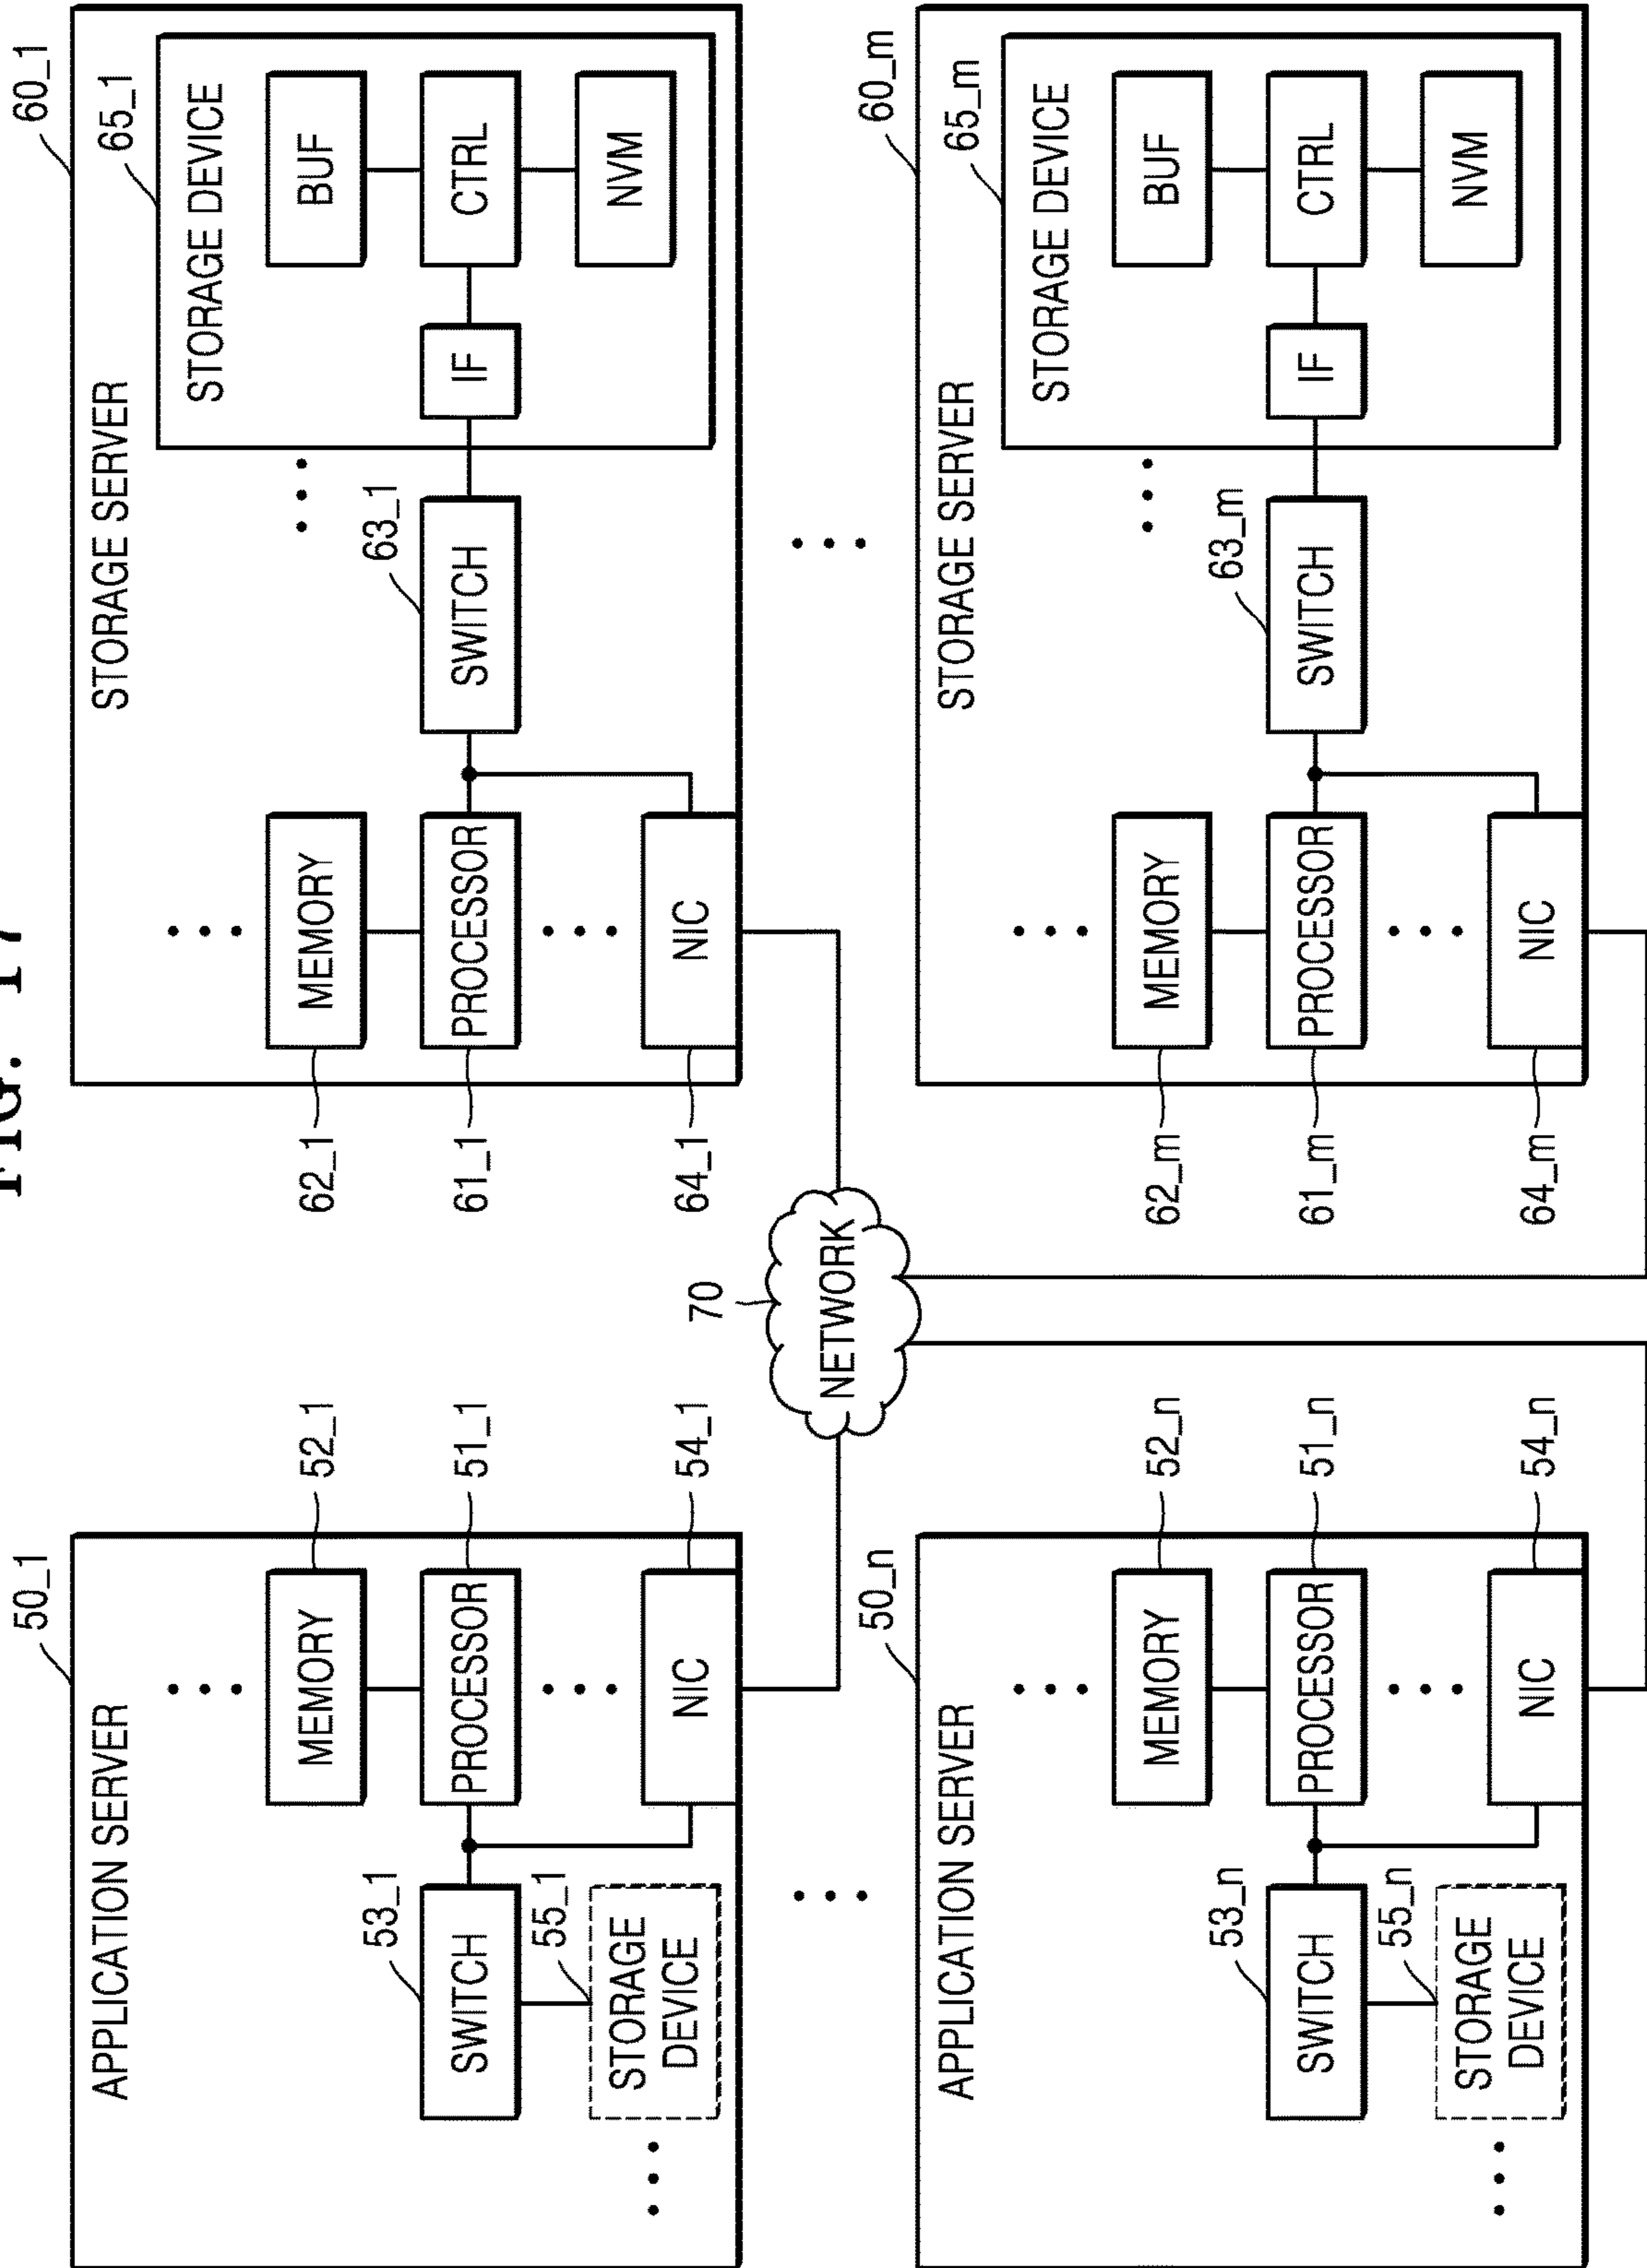 FIG. 17
50_1
APPLICATION SERVER
MEMORY
52_1
53_1
SWITCH
PROCESSOR
51_1
55_1
STORAGE
DEVICE
NIC
54_1
60_1
STORAGE SERVER
65_1
STORAGE DEVICE
62_1
MEMORY
BUF
63_1
61_1
PROCESSOR
SWITCH
IF
CTRL
64_1
NIC
NVM
70
NETWORK
50_n
APPLICATION SERVER
MEMORY
52_n
53_n
SWITCH
PROCESSOR
51_n
55_n
STORAGE
DEVICE
NIC
54_n
60_m
STORAGE SERVER
65_m
STORAGE DEVICE
62_m
MEMORY
BUF
63_m
61_m
PROCESSOR
SWITCH
IF
CTRL
64_m
NIC
NVM